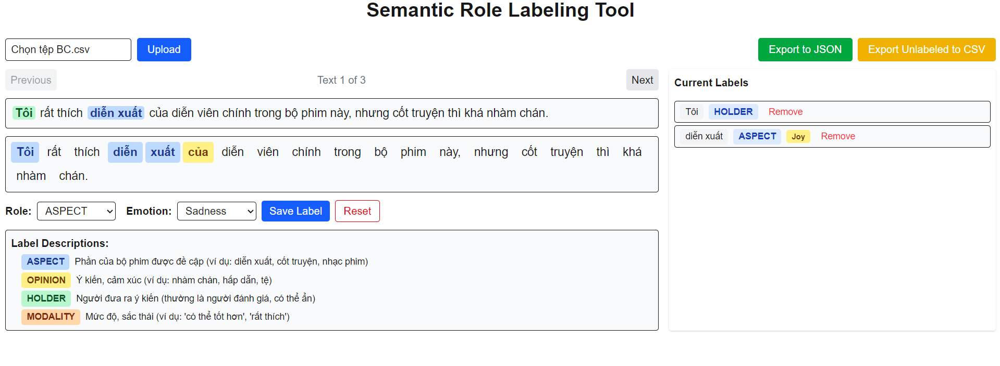 Semantic Role Labeling Tool
Chọn tệp BC.csv Upload Export to JSON Export Unlabeled to CSV
Previous Text 1 of 3 Next
Tôi rất thích diễn xuất của diễn viên chính trong bộ phim này, nhưng cốt truyện thì khá nhàm chán.
Tôi rất thích diễn xuất của diễn viên chính trong bộ phim này, nhưng cốt truyện thì khá
nhàm chán.
Role: ASPECT Emotion: Sadness Save Label Reset
Label Descriptions:
ASPECT Phần của bộ phim được đề cập (ví dụ: diễn xuất, cốt truyện, nhạc phim)
OPINION Ý kiến, cảm xúc (ví dụ: nhàm chán, hấp dẫn, tệ)
HOLDER Người đưa ra ý kiến (thường là người đánh giá, có thể ẩn)
MODALITY Mức độ, sắc thái (ví dụ: 'có thể tốt hơn', 'rất thích')
Current Labels
Tôi HOLDER Remove
diễn xuất ASPECT Joy Remove